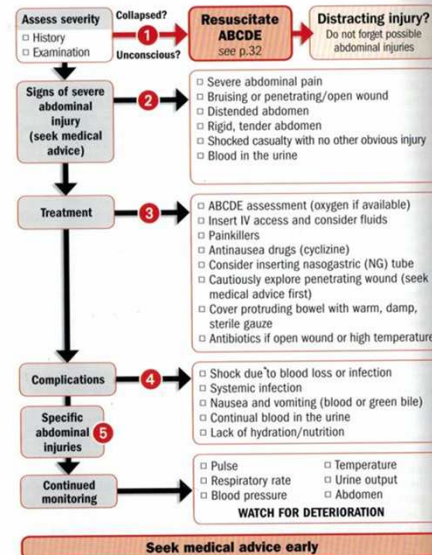 Assess severity
□ History
□ Examination
Collapsed?
1
Unconscious?
Resuscitate
ABCDE
see p.32
Distracting injury?
Do not forget possible
abdominal injuries
Signs of severe
abdominal
injury
(seek medical
advice)
2
□ Severe abdominal pain
□ Bruising or penetrating/open wound
□ Distended abdomen
□ Rigid, tender abdomen
□ Shocked casualty with no other obvious injury
□ Blood in the urine
Treatment
3
□ ABCDE assessment (oxygen if available)
□ Insert IV access and consider fluids
□ Painkillers
□ Antinausea drugs (cyclizine)
□ Consider inserting nasogastric (NG) tube
□ Cautiously explore penetrating wound (seek
medical advice first)
□ Cover protruding bowel with warm, damp,
sterile gauze
□ Antibiotics if open wound or high temperature
Complications
4
□ Shock due to blood loss or infection
□ Systemic infection
□ Nausea and vomiting (blood or green bile)
□ Continual blood in the urine
□ Lack of hydration/nutrition
Specific
abdominal
injuries
5
Continued
monitoring
□ Pulse
□ Respiratory rate
□ Blood pressure
□ Temperature
□ Urine output
□ Abdomen
WATCH FOR DETERIORATION
Seek medical advice early